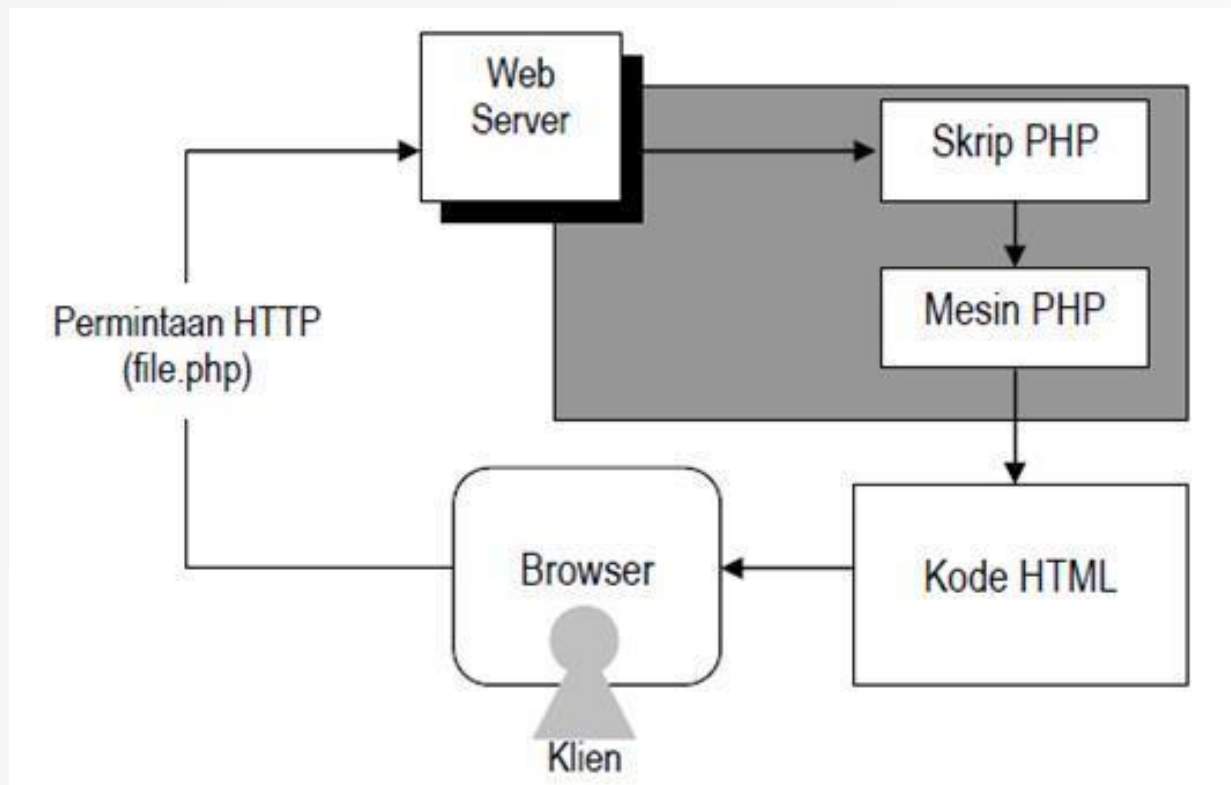 Web
Server
Skrip PHP
Mesin PHP
Permintaan HTTP
(file.php)
Browser
Kode HTML
Klien